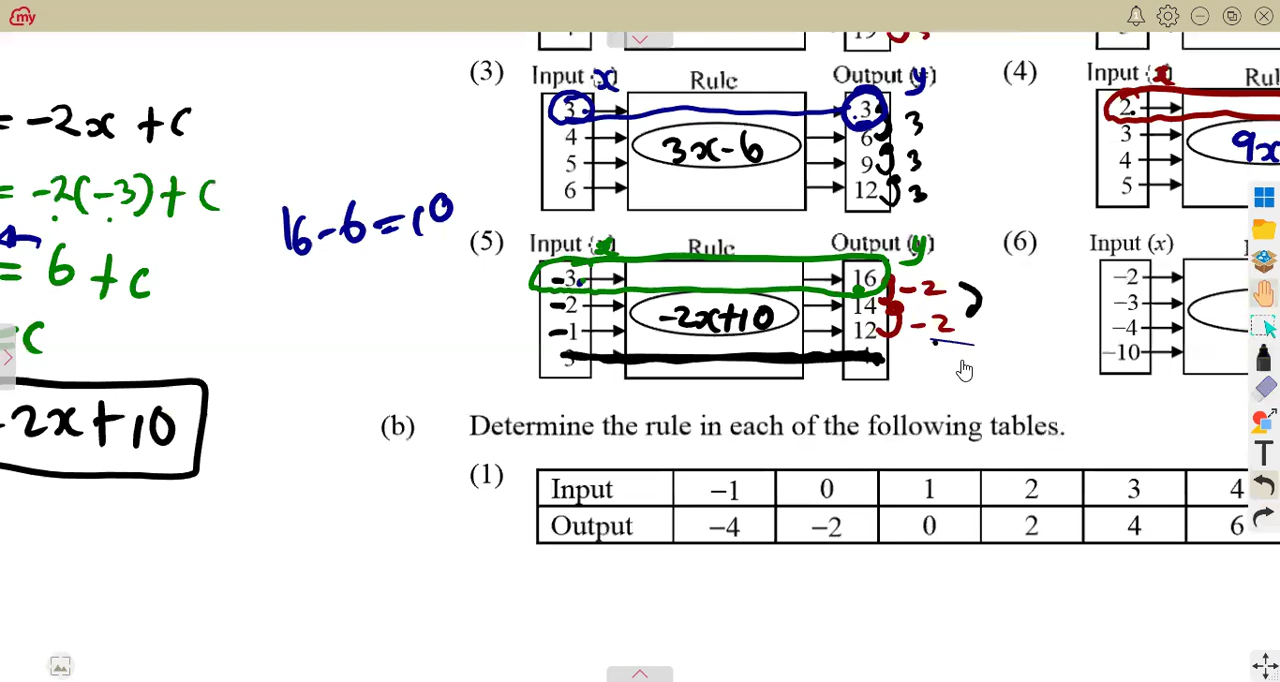 my
= -2x + c
= -2(-3) + c
16 - 6 = 10
= 6 + c
c
2x + 10
19
(3) Input x Rule Output y (4) Input x Rul
3 3 3 2
4 3x - 6 6 3 3 9x
5 9 3 4
6 12 5
(5) Input x Rule Output y (6) Input (x)
-3 16 -2 -2
-2 -2x+10 14 -2 -3
-1 12 -4
-10
(b) Determine the rule in each of the following tables.
(1) Input -1 0 1 2 3 4
Output -4 -2 0 2 4 6
T